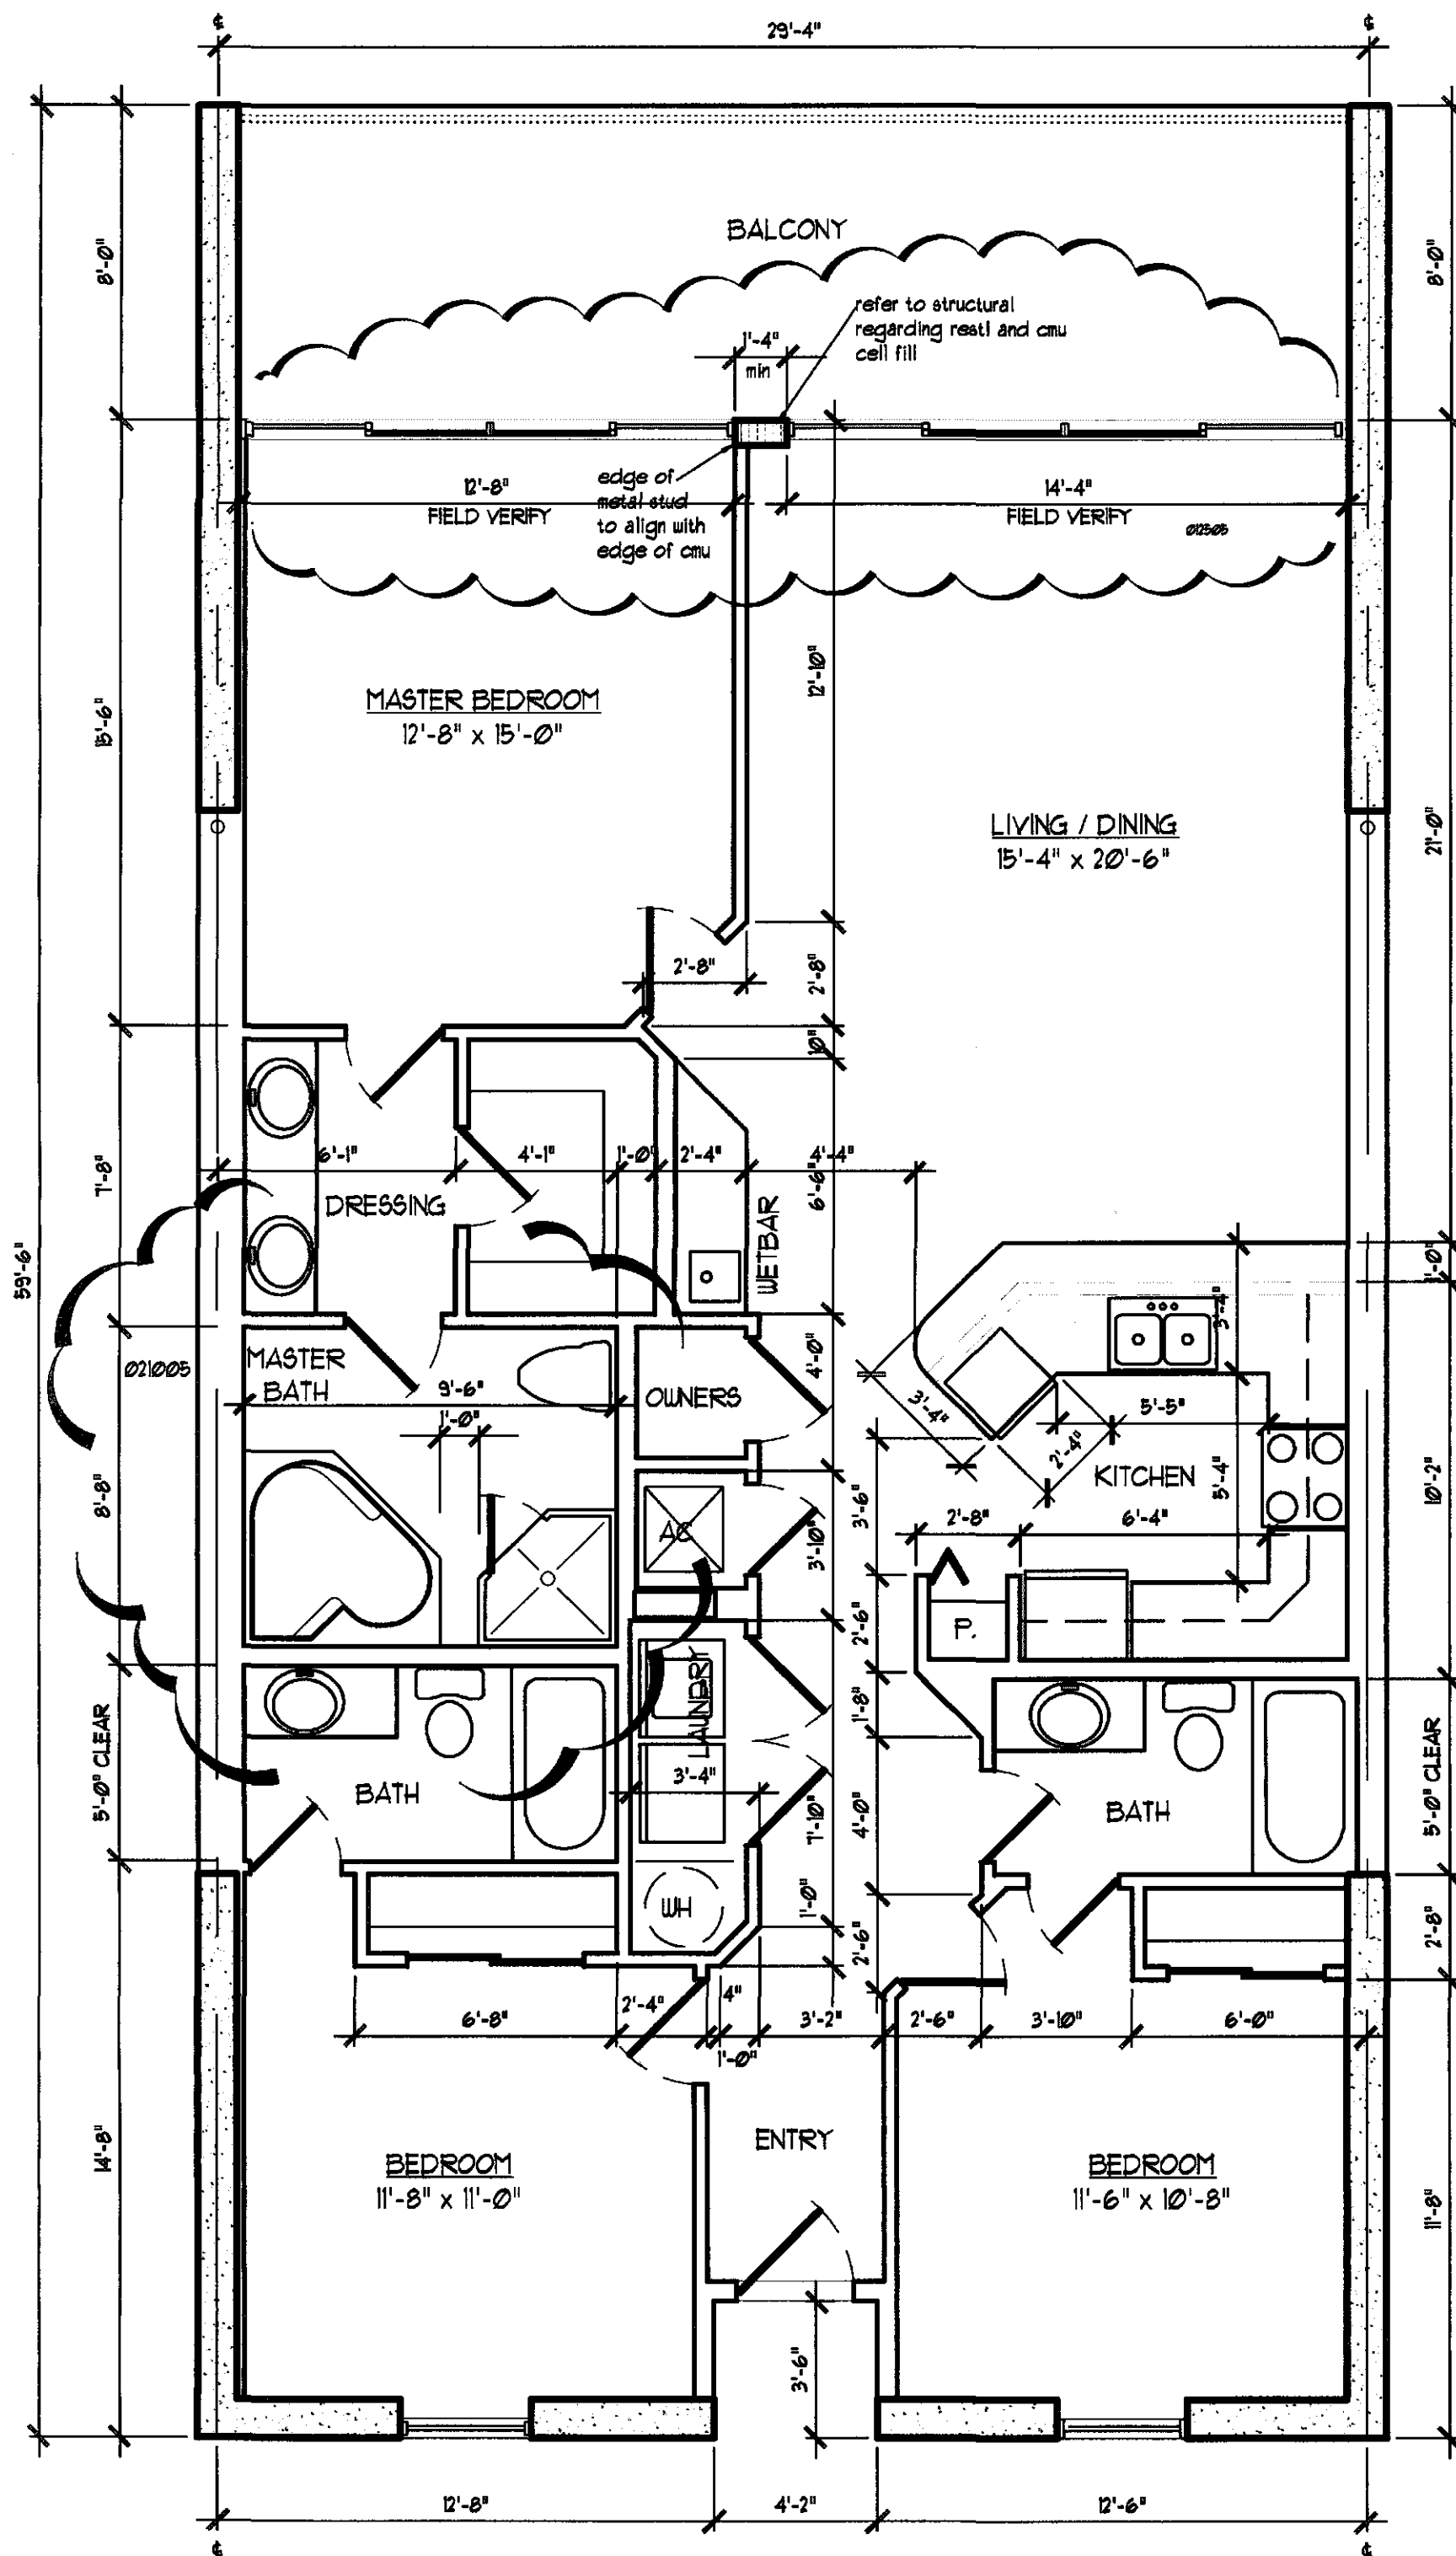 ¢
¢
29'-4"
BALCONY
8'-0"
8'-0"
refer to structural
regarding restl and cmu
cell fill
1'-4"
min
12'-8"
FIELD VERIFY
edge of
metal stud
to align with
edge of cmu
14'-4"
FIELD VERIFY
012505
12'-10"
15'-6"
MASTER BEDROOM
12'-8" x 15'-0"
LIVING / DINING
15'-4" x 20'-6"
21'-0"
2'-8"
2'-8"
10"
6'-1"
4'-1"
1'-0"
2'-4"
4'-4"
6'-6"
7'-8"
DRESSING
WETBAR
59'-6"
1'-0"
3'-4"
021005
MASTER
BATH
9'-6"
1'-0"
OWNERS
4'-0"
3'-4"
2'-4"
5'-5"
KITCHEN
5'-4"
10'-2"
8'-8"
AC
3'-10"
3'-6"
2'-8"
6'-4"
P.
2'-6"
LAUNDRY
1'-8"
5'-0" CLEAR
BATH
3'-4"
7'-10"
4'-0"
BATH
5'-0" CLEAR
WH
1'-0"
2'-6"
2'-8"
6'-8"
2'-4"
4"
1'-0"
3'-2"
2'-6"
3'-10"
6'-0"
14'-8"
BEDROOM
11'-8" x 11'-0"
ENTRY
BEDROOM
11'-6" x 10'-8"
11'-8"
3'-6"
12'-8"
4'-2"
12'-6"
¢
¢